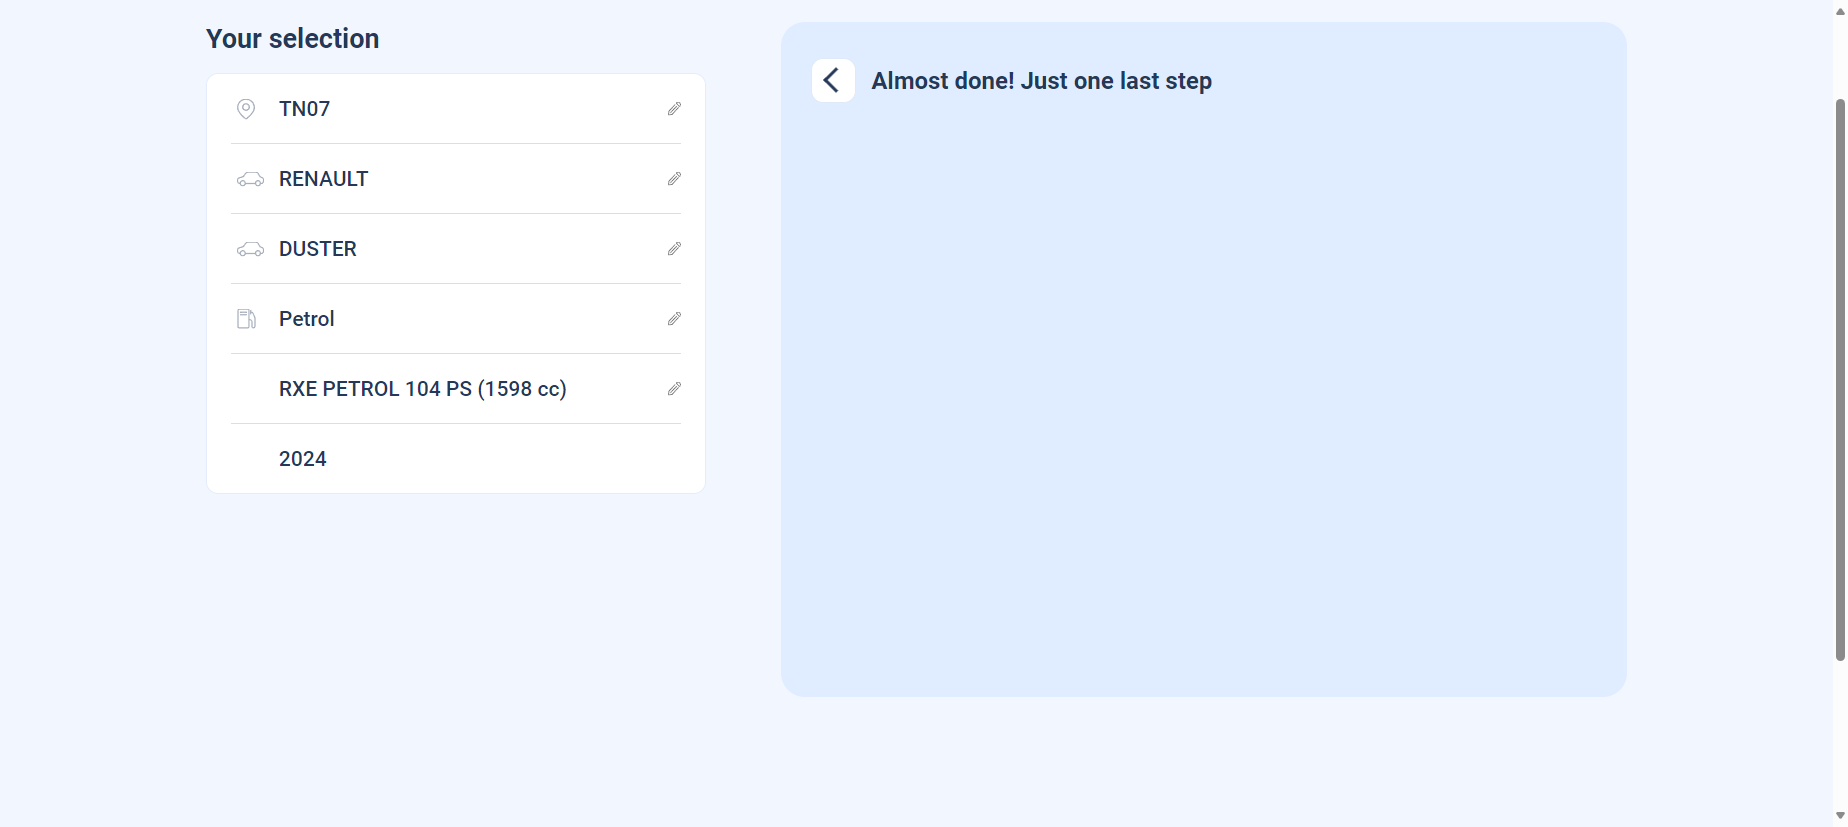 Your selection
TN07
RENAULT
DUSTER
Petrol
RXE PETROL 104 PS (1598 cc)
2024
Almost done! Just one last step